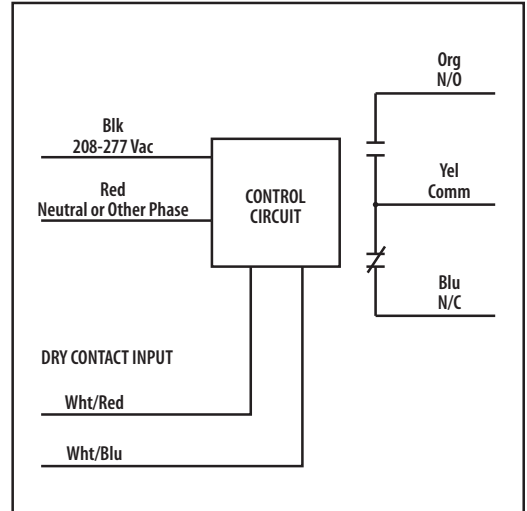 Org
N/O
Blk
208-277 Vac
Yel
Comm
Red
Neutral or Other Phase
CONTROL
CIRCUIT
Blu
N/C
DRY CONTACT INPUT
Wht/Red
Wht/Blu